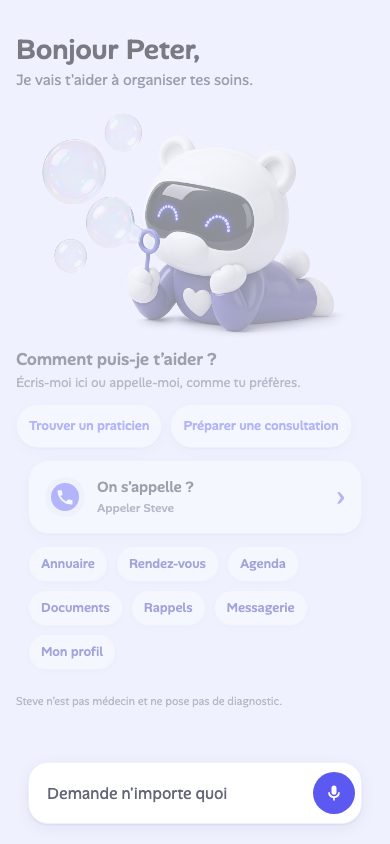 Bonjour Peter,
Je vais t'aider à organiser tes soins.
Comment puis-je t'aider ?
Écris-moi ici ou appelle-moi, comme tu préfères.
Trouver un praticien
Préparer une consultation
On s'appelle ?
Appeler Steve
Annuaire
Rendez-vous
Agenda
Documents
Rappels
Messagerie
Mon profil
Steve n'est pas médecin et ne pose pas de diagnostic.
Demande n'importe quoi